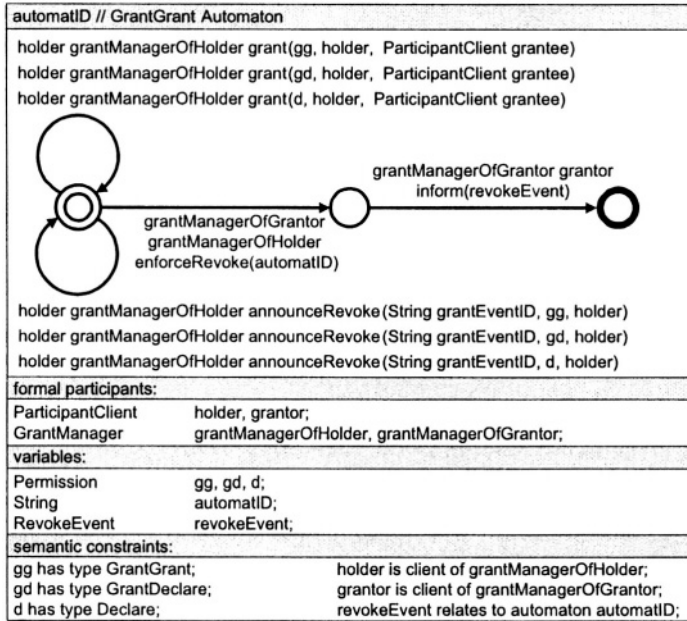 automatID // GrantGrant Automaton
holder grantManagerOfHolder grant(gg, holder, ParticipantClient grantee)
holder grantManagerOfHolder grant(gd, holder, ParticipantClient grantee)
holder grantManagerOfHolder grant(d, holder, ParticipantClient grantee)
grantManagerOfGrantor grantor
inform(revokeEvent)
grantManagerOfGrantor
grantManagerOfHolder
enforceRevoke(automatID)
holder grantManagerOfHolder announceRevoke(String grantEventID, gg, holder)
holder grantManagerOfHolder announceRevoke(String grantEventID, gd, holder)
holder grantManagerOfHolder announceRevoke(String grantEventID, d, holder)
formal participants:
ParticipantClient holder, grantor;
GrantManager grantManagerOfHolder, grantManagerOfGrantor;
variables:
Permission gg, gd, d;
String automatID;
RevokeEvent revokeEvent;
semantic constraints:
gg has type GrantGrant; holder is client of grantManagerOfHolder;
gd has type GrantDeclare; grantor is client of grantManagerOfGrantor;
d has type Declare; revokeEvent relates to automaton automatID;